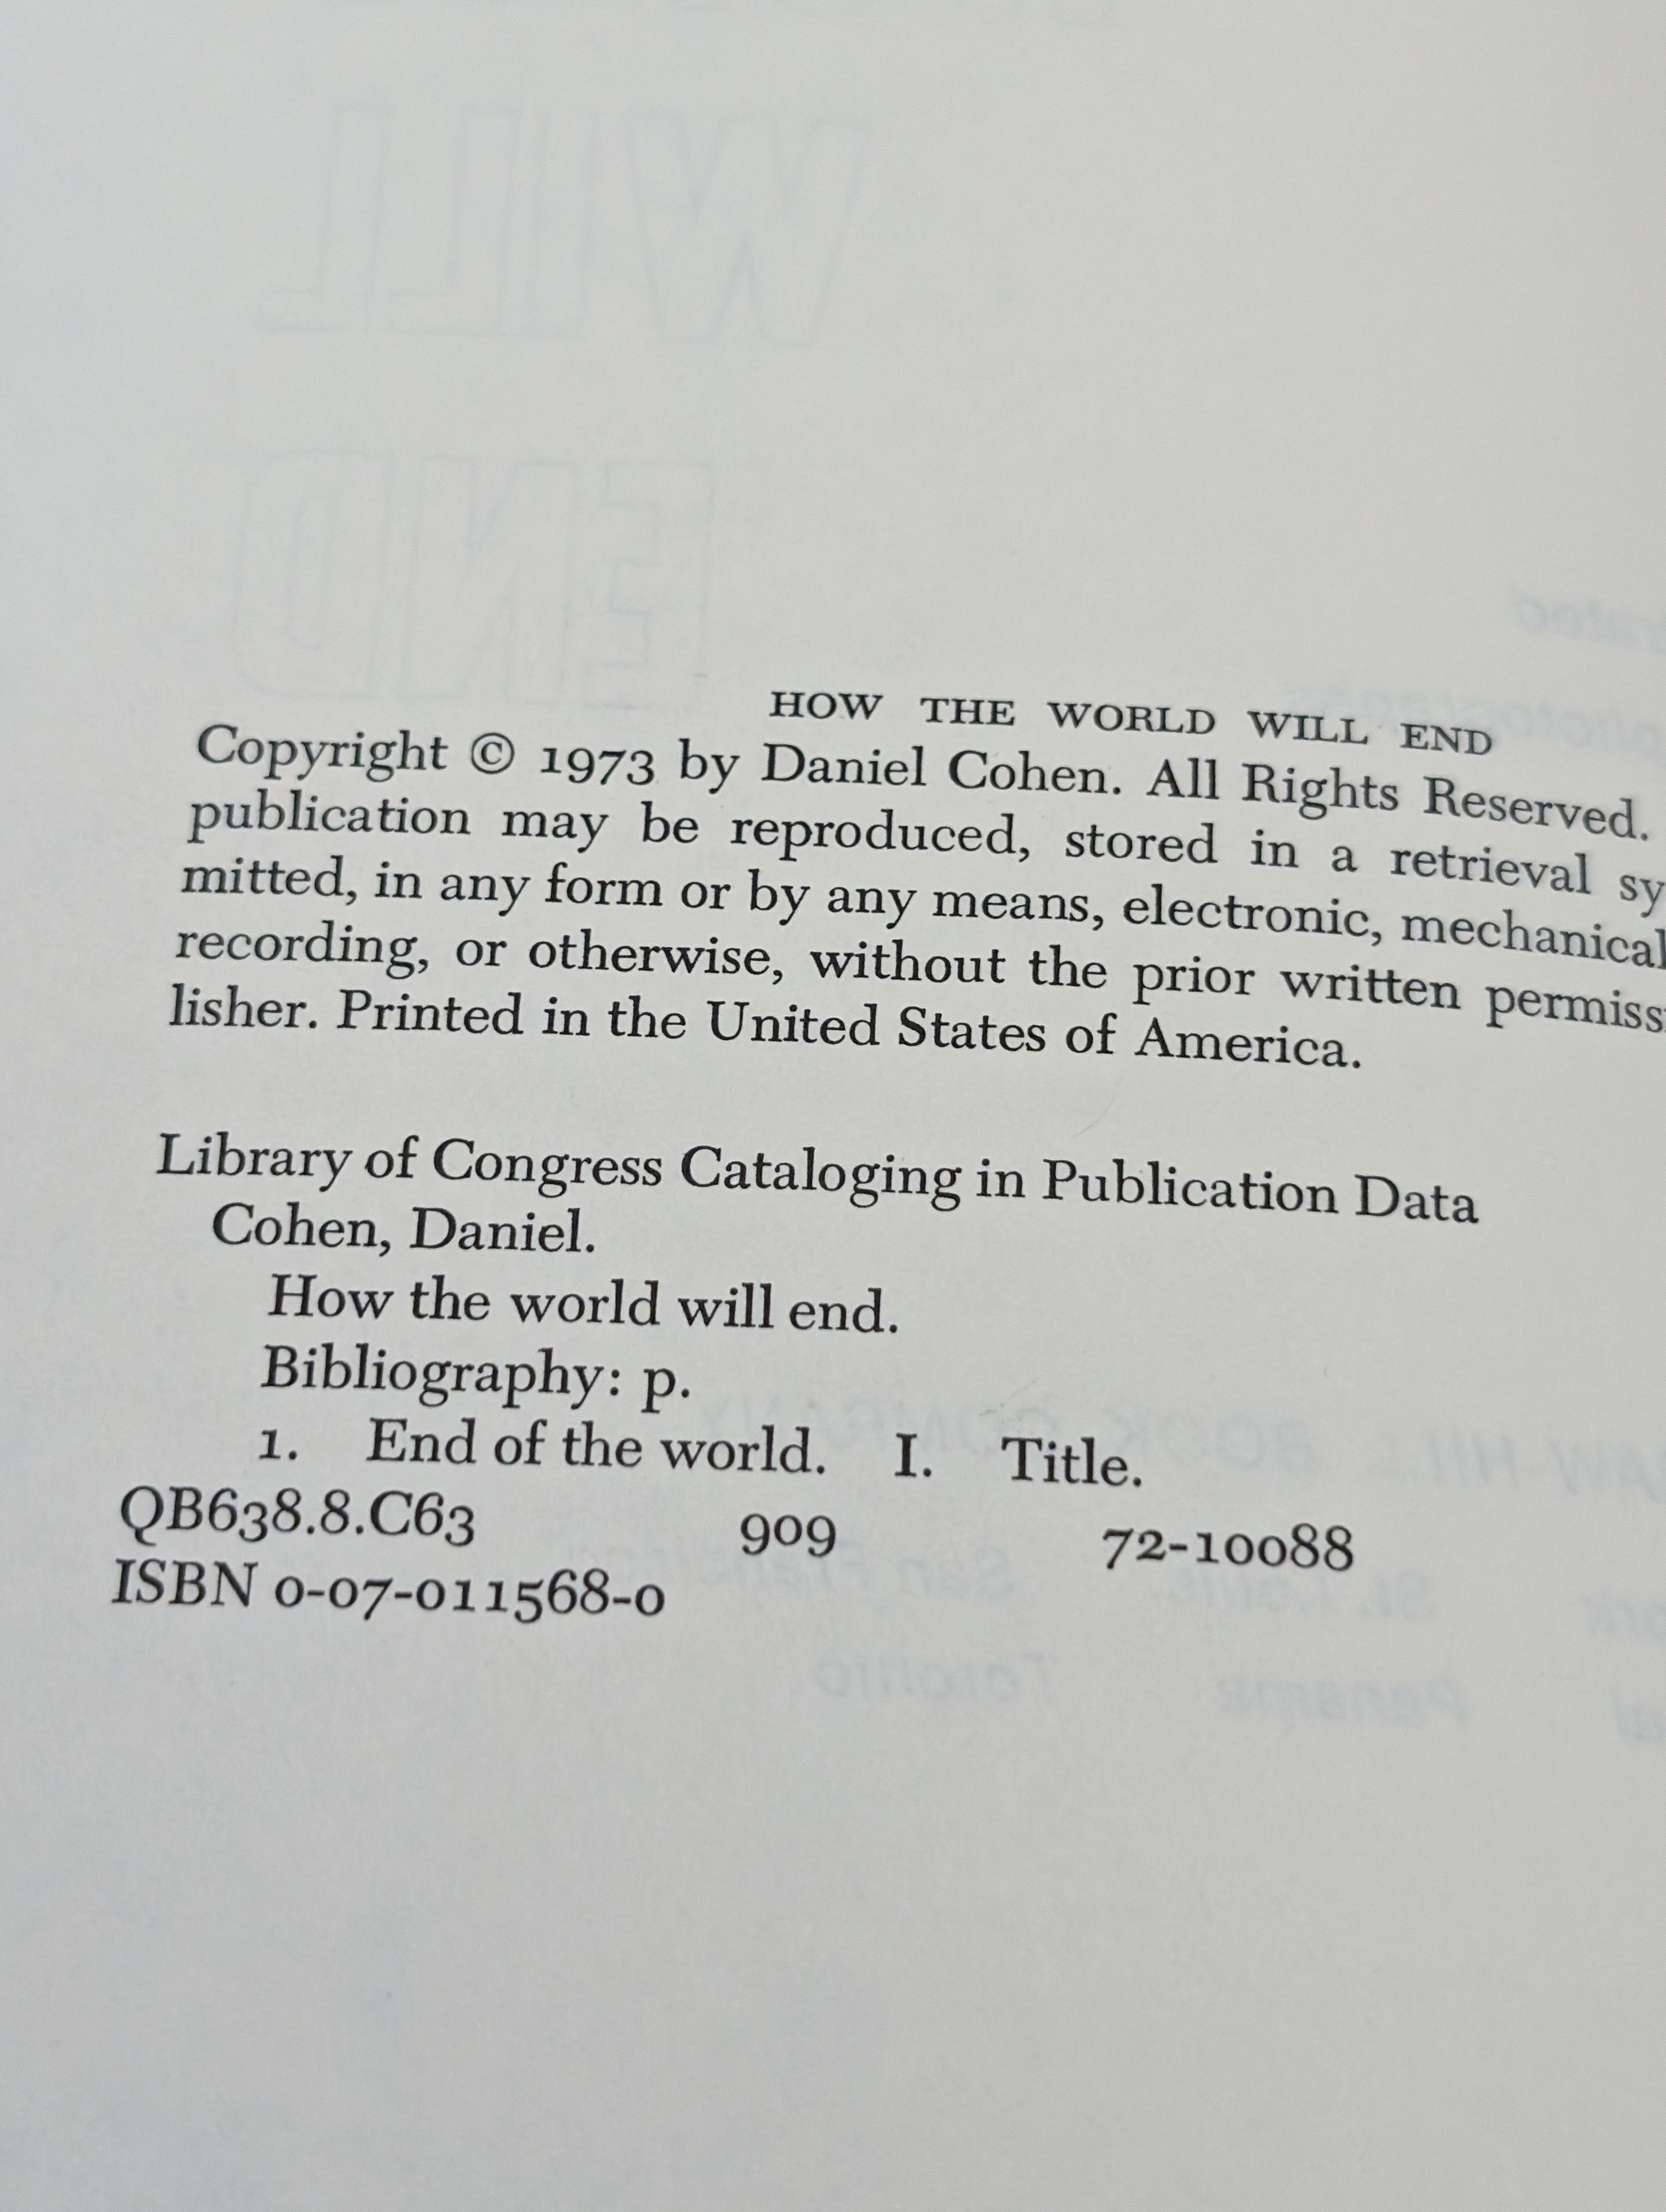 HOW THE WORLD WILL END
Copyright © 1973 by Daniel Cohen. All Rights Reserved.
publication may be reproduced, stored in a retrieval sy
mitted, in any form or by any means, electronic, mechanical
recording, or otherwise, without the prior written permiss
lisher. Printed in the United States of America.
Library of Congress Cataloging in Publication Data
Cohen, Daniel.
How the world will end.
Bibliography: p.
1. End of the world. I. Title.
QB638.8.C63 909 72-10088
ISBN 0-07-011568-0